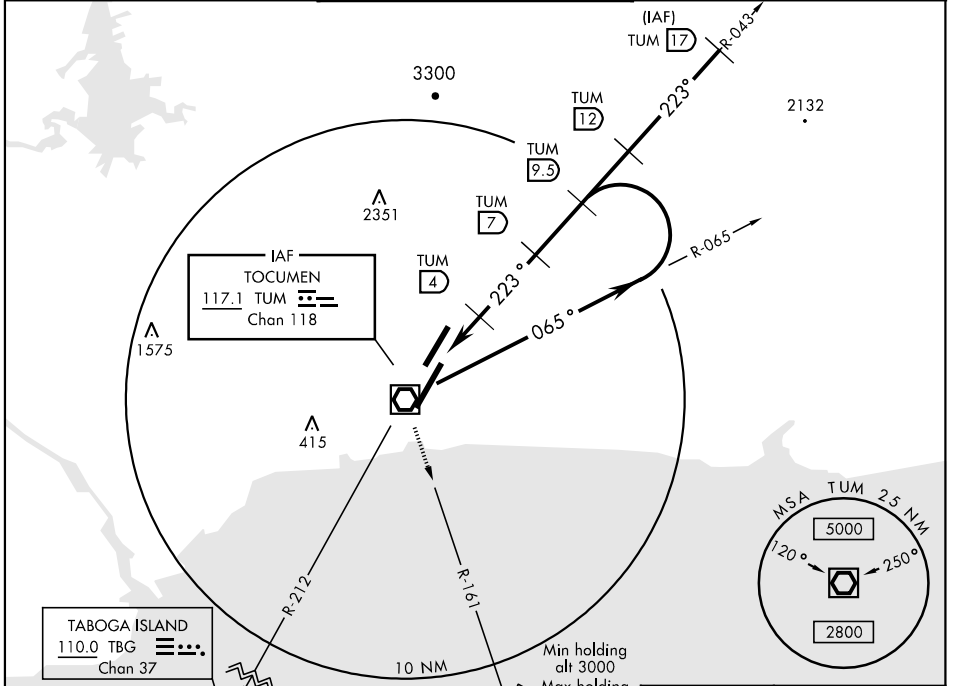 (IAF)
TUM 17
R-043
3300
223°
TUM
12
2132
TUM
9.5
2351
TUM
7
R-065
IAF
TOCUMEN
117.1 TUM
Chan 118
TUM
4
223°
065°
1575
415
MSA TUM 25 NM
5000
120°
250°
2800
R-212
R-161
TABOGA ISLAND
110.0 TBG
Chan 37
10 NM
Min holding
alt 3000
Max holding